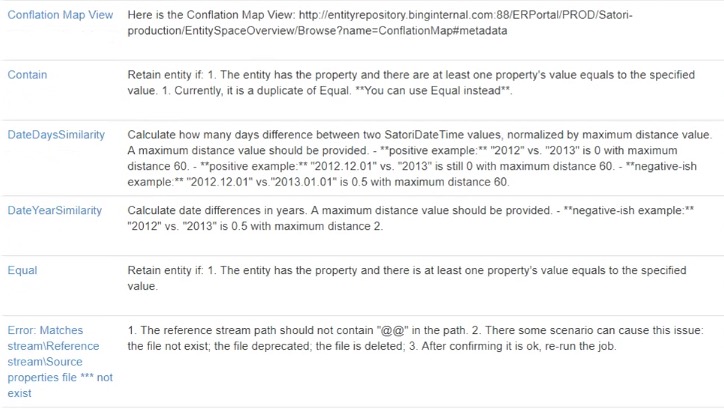 Conflation Map View
Here is the Conflation Map View: http://entityrepository.binginternal.com:88/ERPortal/PROD/Satori-
production/EntitySpaceOverview/Browse?name=ConflationMap#metadata
Contain
Retain entity if: 1. The entity has the property and there are at least one property's value equals to the specified
value. 1. Currently, it is a duplicate of Equal. **You can use Equal instead**.
DateDaysSimilarity
Calculate how many days difference between two SatoriDateTime values, normalized by maximum distance value.
A maximum distance value should be provided. - **positive example:** "2012" vs. "2013" is 0 with maximum
distance 60. - **positive example:** "2012.12.01" vs. "2013" is still 0 with maximum distance 60. - **negative-ish
example:** "2012.12.01" vs."2013.01.01" is 0.5 with maximum distance 60.
DateYearSimilarity
Calculate date differences in years. A maximum distance value should be provided. - **negative-ish example:**
"2012" vs. "2013" is 0.5 with maximum distance 2.
Equal
Retain entity if: 1. The entity has the property and there is at least one property's value equals to the specified
value.
Error: Matches
stream\Reference
stream\Source
properties file *** not
exist
1. The reference stream path should not contain "@@" in the path. 2. There some scenario can cause this issue:
the file not exist; the file deprecated; the file is deleted; 3. After confirming it is ok, re-run the job.